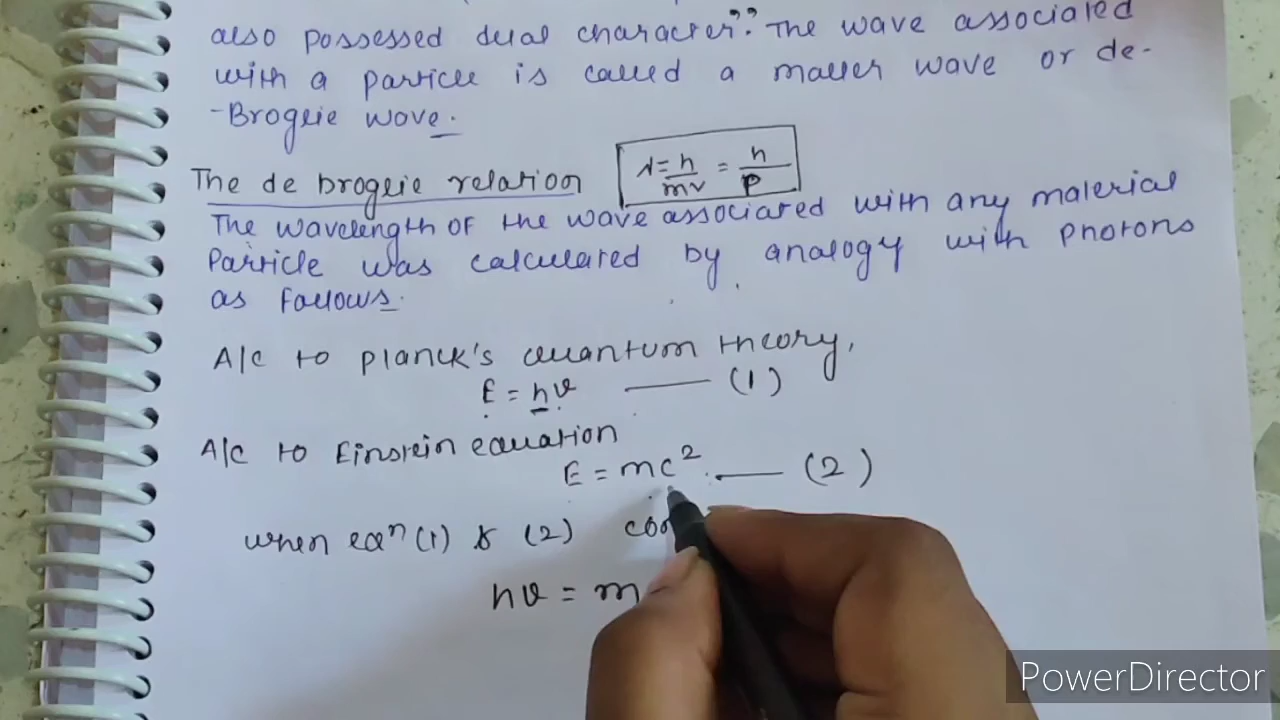 also possessed dual character”. The wave associated
with a particle is called a matter wave or de-
-Broglie wave.
The de broglie relation λ = h/mv = h/p
The wavelength of the wave associated with any material
Particle was calculated by analogy with photons
as follows.
A/c to planck's quantum theory,
E = hν —— (1)
A/c to Einstein equation
E = mc² —— (2)
when eqⁿ (1) & (2)
hν = m
PowerDirector